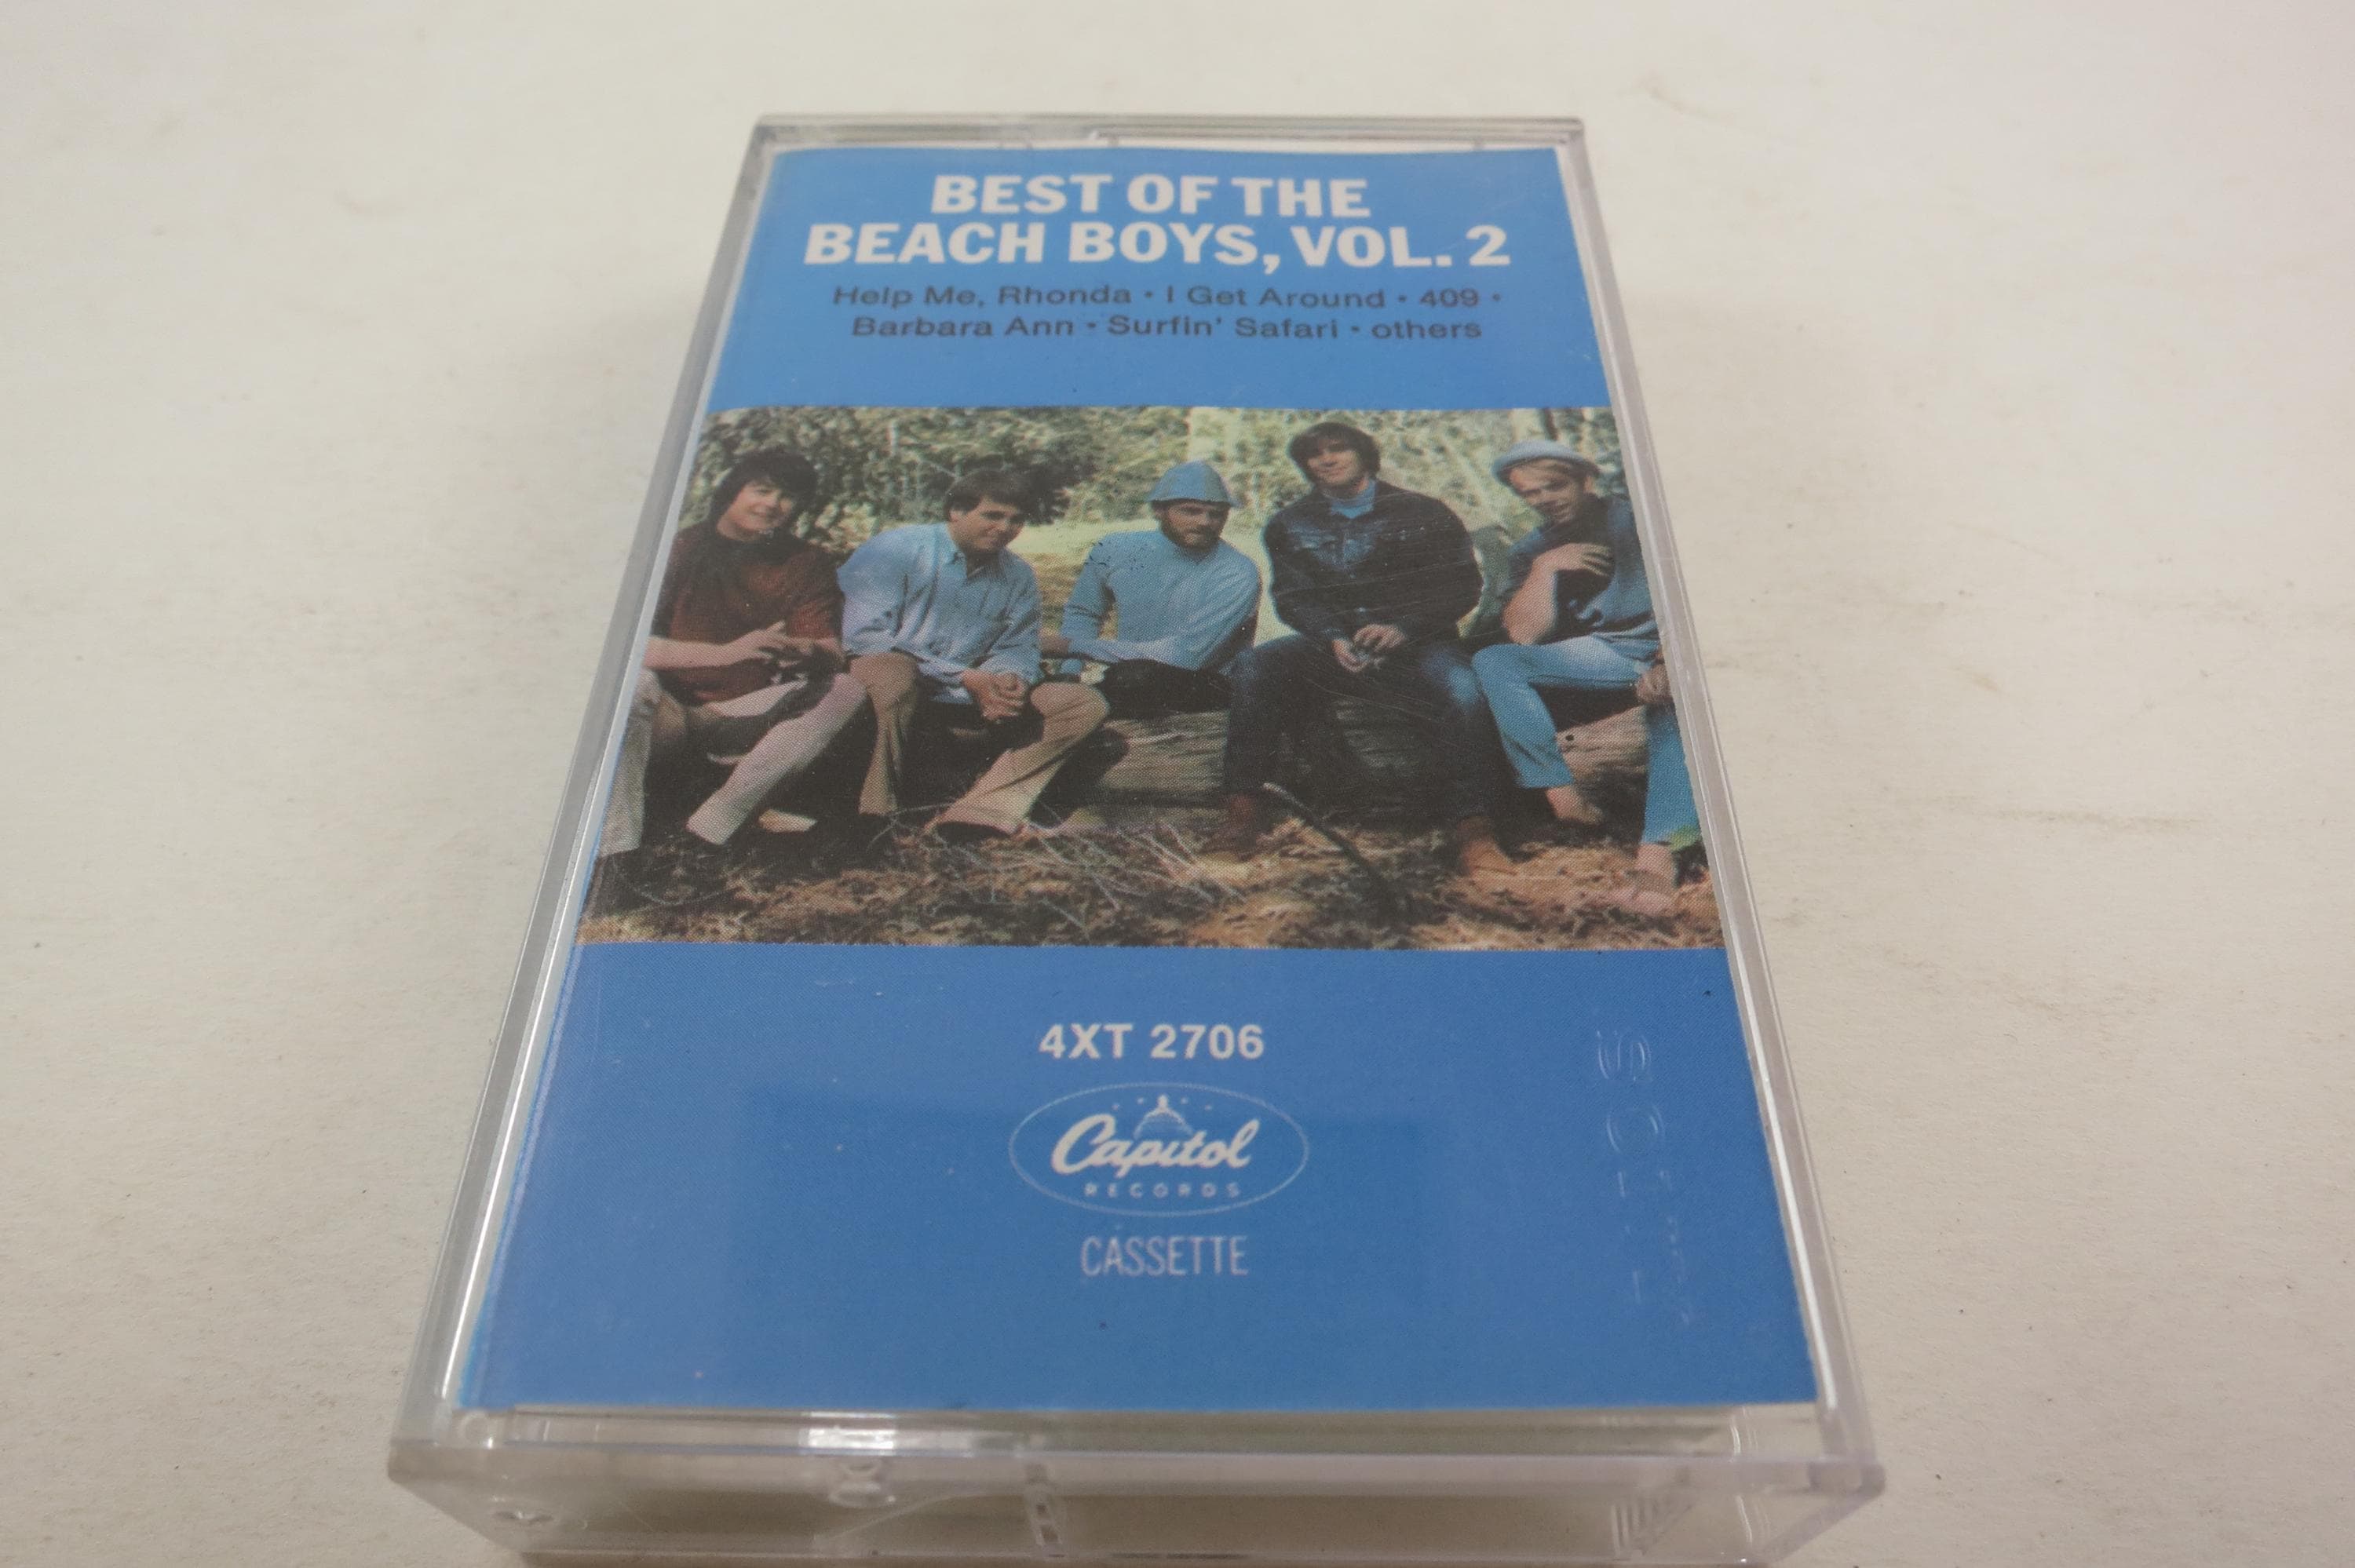 BEST OF THE
BEACH BOYS, VOL. 2
Help Me, Rhonda • I Get Around • 409 •
Barbara Ann • Surfin' Safari • others
4XT 2706
Capitol
RECORDS
CASSETTE